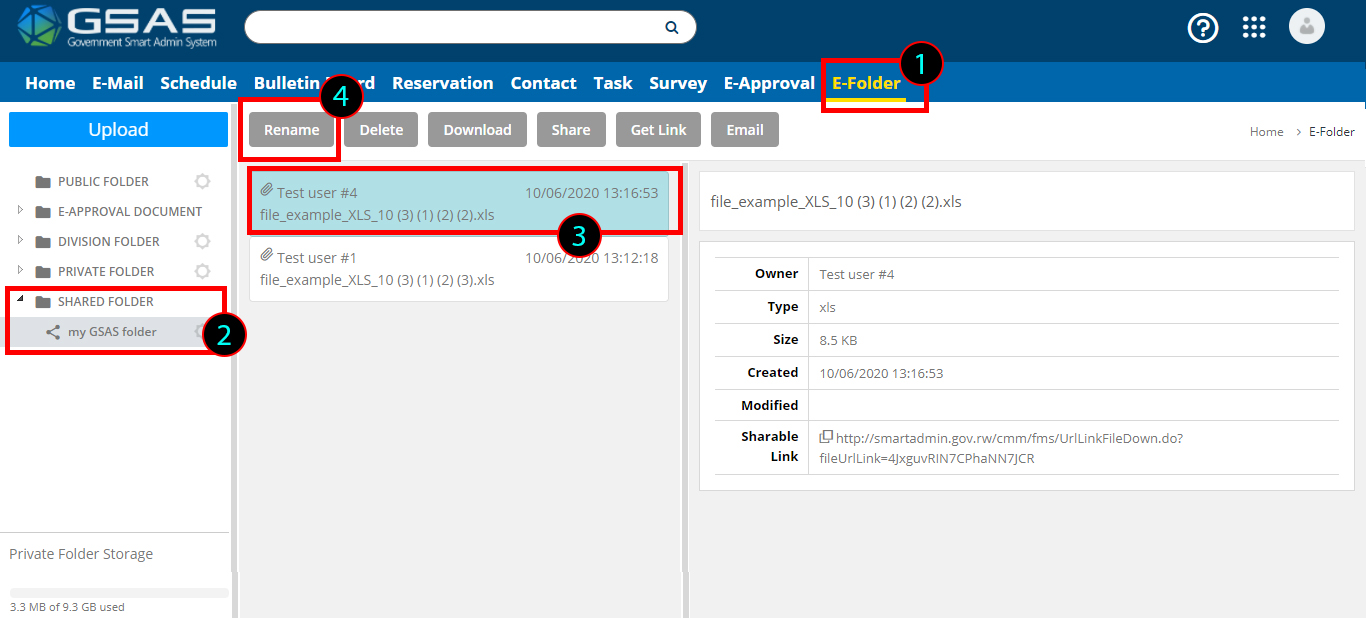 GSAS
Government Smart Admin System
Home E-Mail Schedule Bulletin rd Reservation Contact Task Survey E-Approval E-Folder
1
4
Upload
Rename Delete Download Share Get Link Email
Home > E-Folder
PUBLIC FOLDER
E-APPROVAL DOCUMENT
DIVISION FOLDER
PRIVATE FOLDER
SHARED FOLDER
my GSAS folder
2
Test user #4 10/06/2020 13:16:53
file_example_XLS_10 (3) (1) (2) (2).xls
3
Test user #1 10/06/2020 13:12:18
file_example_XLS_10 (3) (1) (2) (3).xls
file_example_XLS_10 (3) (1) (2) (2).xls
Owner Test user #4
Type xls
Size 8.5 KB
Created 10/06/2020 13:16:53
Modified
Sharable http://smartadmin.gov.rw/cmm/fms/UrlLinkFileDown.do?
Link fileUrlLink=4JxguvRIN7CPhaNN7JCR
Private Folder Storage
3.3 MB of 9.3 GB used